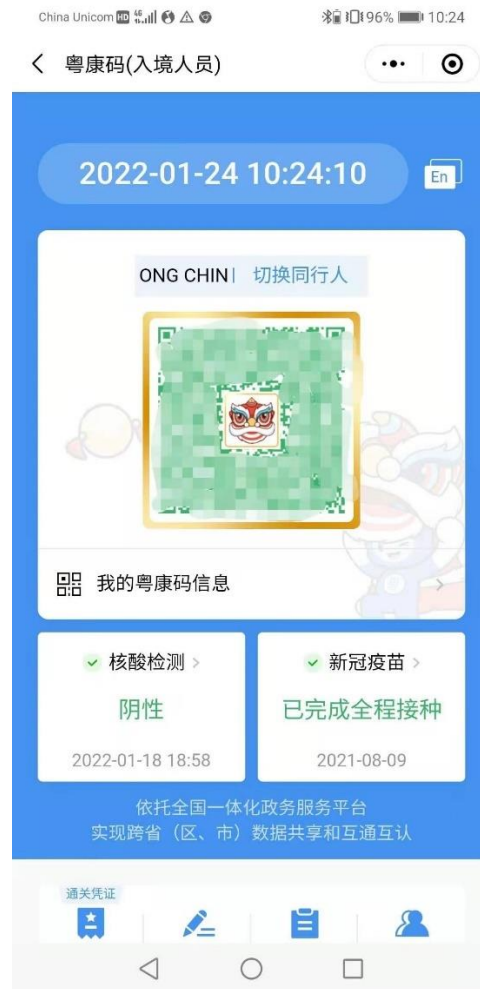 China Unicom HD 4G 96% 10:24
粤康码(入境人员)
2022-01-24 10:24:10
En
ONG CHIN| 切换同行人
我的粤康码信息
核酸检测
阴性
2022-01-18 18:58
新冠疫苗
已完成全程接种
2021-08-09
依托全国一体化政务服务平台
实现跨省（区、市）数据共享和互通互认
通关凭证